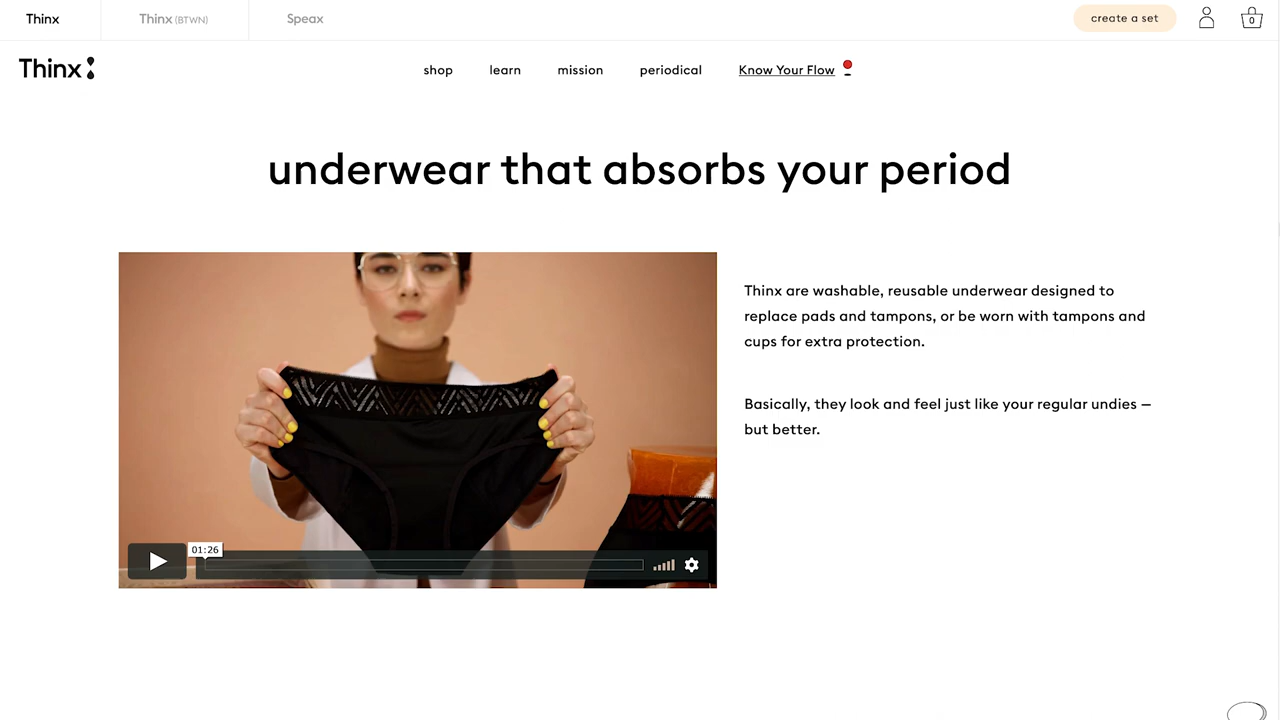 Thinx
Thinx (BTWN)
Speax
create a set
0
Thinx
shop
learn
mission
periodical
Know Your Flow
underwear that absorbs your period
Thinx are washable, reusable underwear designed to
replace pads and tampons, or be worn with tampons and
cups for extra protection.
Basically, they look and feel just like your regular undies –
but better.
01:26